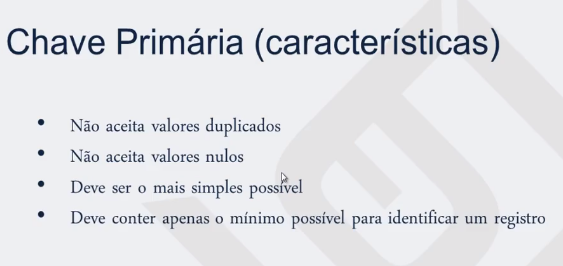 Chave Primária (características)
• Não aceita valores duplicados
• Não aceita valores nulos
• Deve ser o mais simples possível
• Deve conter apenas o mínimo possível para identificar um registro